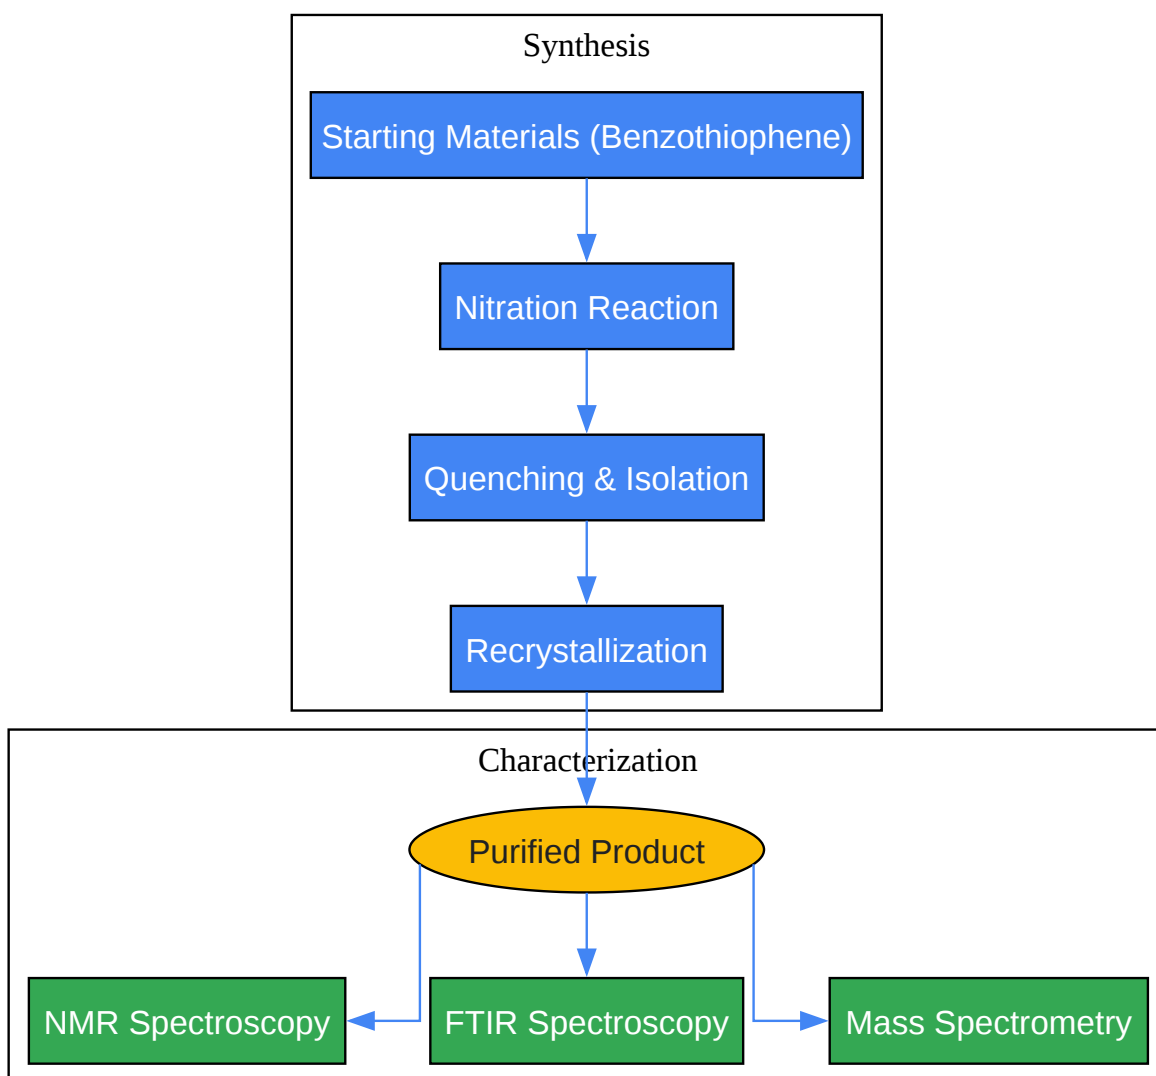 Synthesis
Starting Materials (Benzothiophene)
Nitration Reaction
Quenching & Isolation
Recrystallization
Characterization
Purified Product
NMR Spectroscopy
FTIR Spectroscopy
Mass Spectrometry